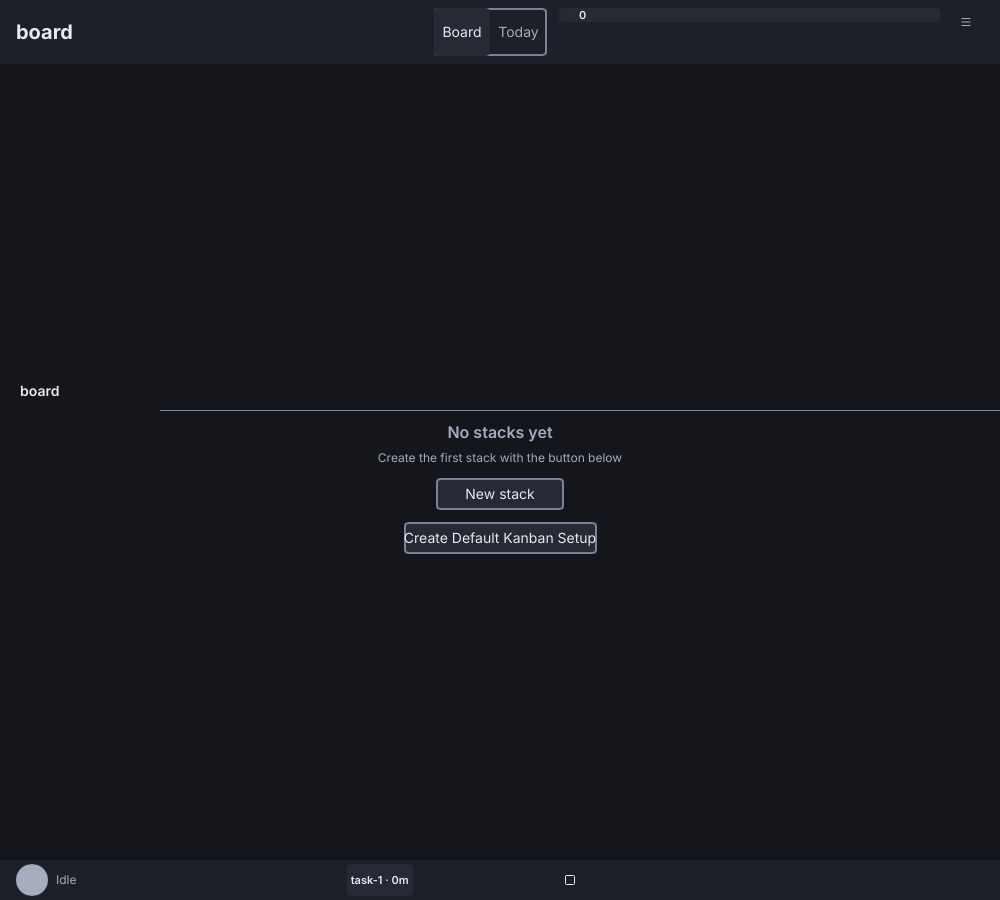 board
Board Today 0
board
No stacks yet
Create the first stack with the button below
New stack
Create Default Kanban Setup
Idle task-1 · 0m